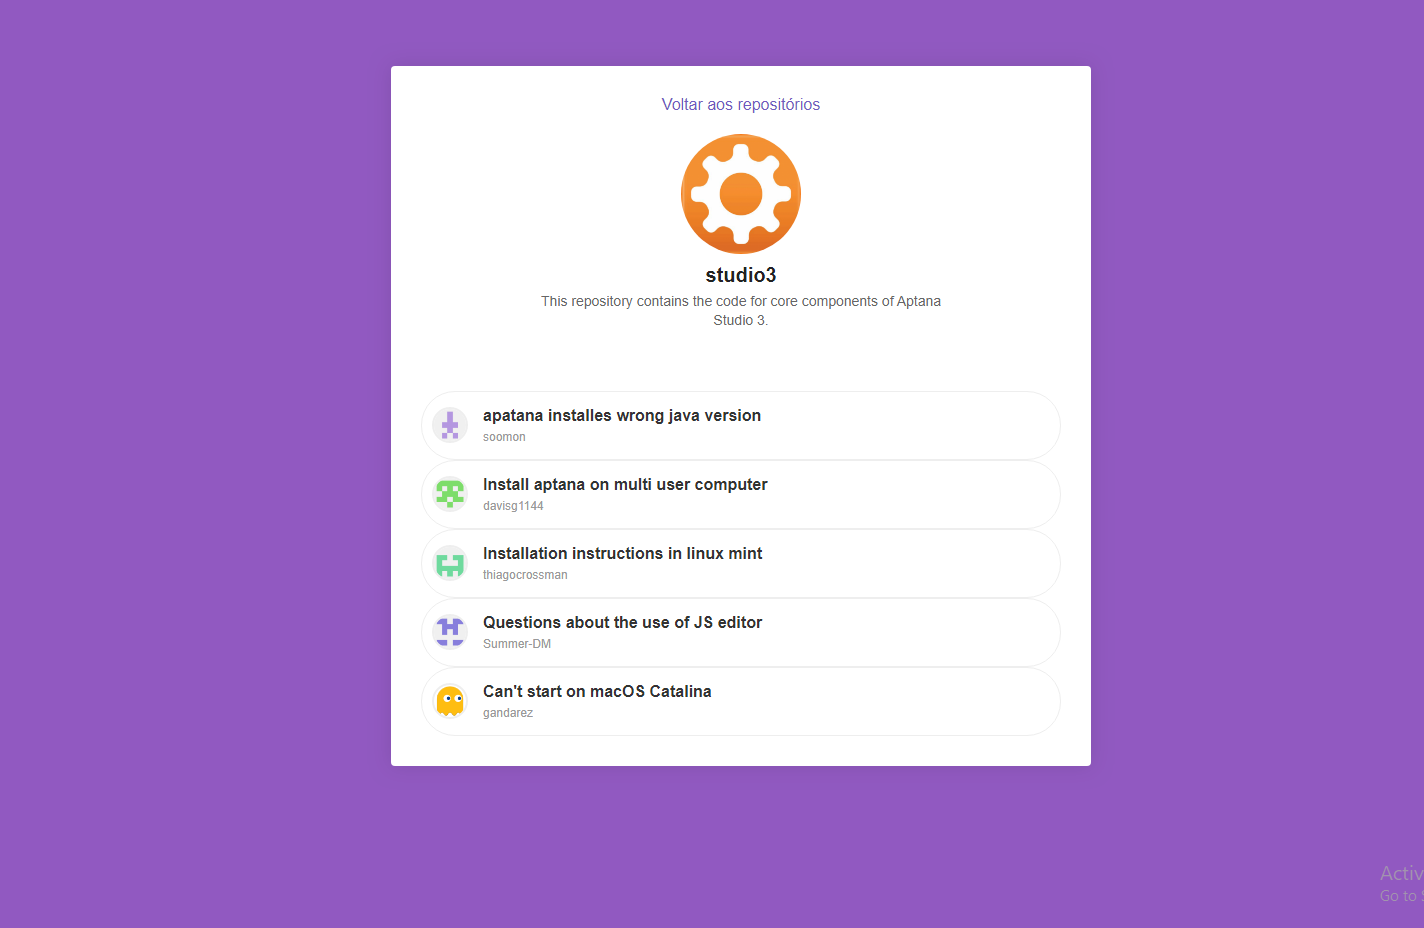 Voltar aos repositórios
studio3
This repository contains the code for core components of Aptana
Studio 3.
apatana installes wrong java version
soomon
Install aptana on multi user computer
davisg1144
Installation instructions in linux mint
thiagocrossman
Questions about the use of JS editor
Summer-DM
Can't start on macOS Catalina
gandarez
Activ
Go to